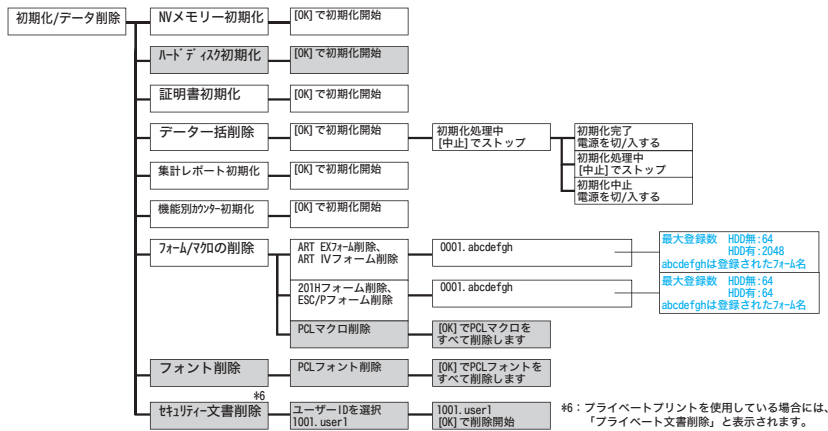 初期化/データ削除
NVメモリー初期化
[OK]で初期化開始
ハードディスク初期化
[OK]で初期化開始
証明書初期化
[OK]で初期化開始
データ一括削除
[OK]で初期化開始
初期化処理中
[中止]でストップ
初期化完了
電源を切/入する
初期化処理中
[中止]でストップ
初期化中止
電源を切/入する
集計レポート初期化
[OK]で初期化開始
機能別カウンター初期化
[OK]で初期化開始
フォーム/マクロの削除
ART EXフォーム削除、
ART IVフォーム削除
0001.abcdefgh
最大登録数 HDD無:64
HDD有:2048
abcdefghは登録されたフォーム名
201Hフォーム削除、
ESC/Pフォーム削除
0001.abcdefgh
最大登録数 HDD無:64
HDD有:64
abcdefghは登録されたフォーム名
PCLマクロ削除
[OK]でPCLマクロを
すべて削除します
フォント削除
PCLフォント削除
[OK]でPCLフォントを
すべて削除します
*6
セキュリティー文書削除
ユーザーIDを選択
1001.user1
1001.user1
[OK]で削除開始
*6:プライベートプリントを使用している場合には、
「プライベート文書削除」と表示されます。